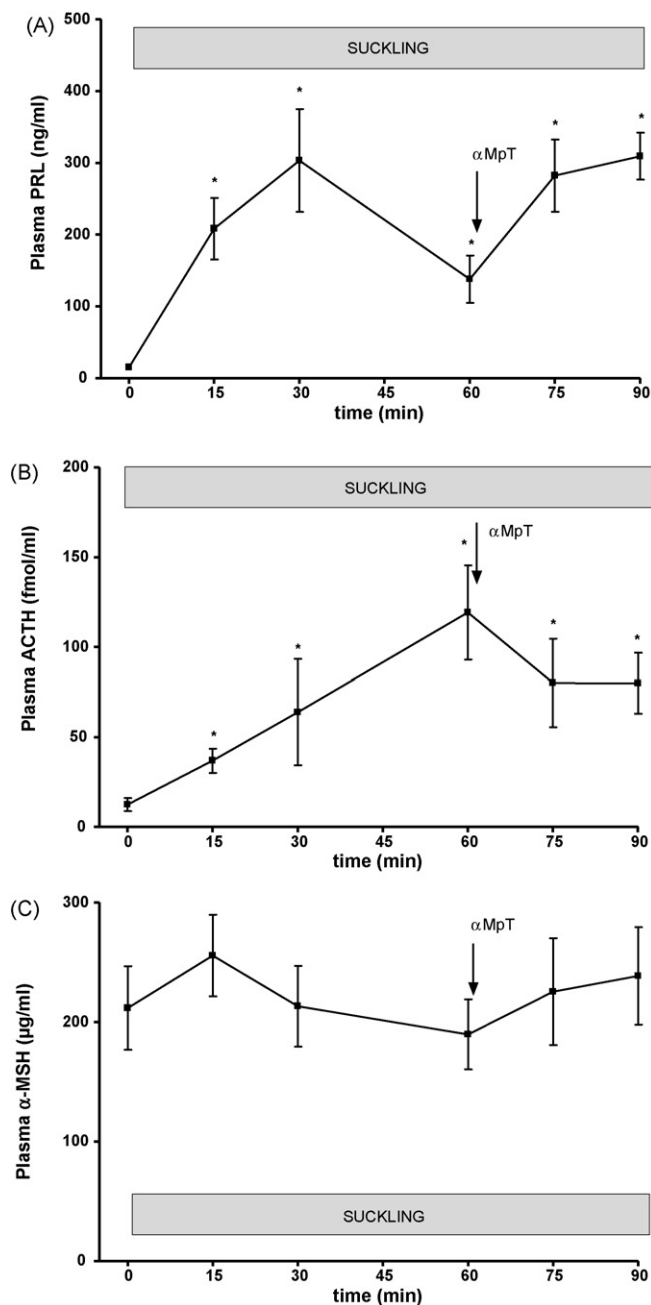 (A)
500
SUCKLING
400
*
*
*
αMpT
*
300
200
*
100
0
Plasma PRL (ng/ml)
0 15 30 45 60 75 90
time (min)
(B)
200
SUCKLING
αMpT
*
150
*
*
*
100
*
50
0
Plasma ACTH (fmol/ml)
0 15 30 45 60 75 90
time (min)
(C)
300
αMpT
200
100
SUCKLING
0
Plasma α-MSH (µg/ml)
0 15 30 45 60 75 90
time (min)